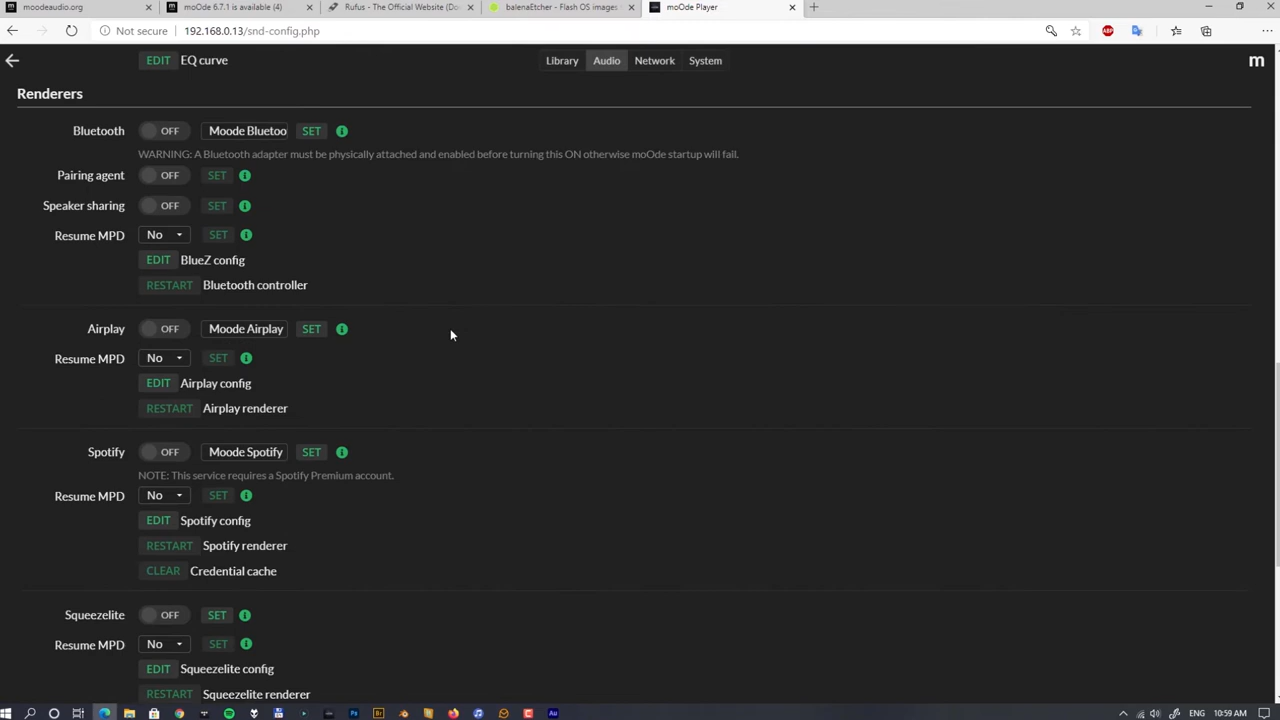 moodeaudio.org
moOde 6.7.1 is available (4)
Rufus - The Official Website (Do
balenaEtcher - Flash OS images
moOde Player
Not secure
192.168.0.13/snd-config.php
EDIT EQ curve
Library
Audio
Network
System
m
Renderers
Bluetooth OFF Moode Bluetoo SET
WARNING: A Bluetooth adapter must be physically attached and enabled before turning this ON otherwise moOde startup will fail.
Pairing agent OFF SET
Speaker sharing OFF SET
Resume MPD No SET
EDIT BlueZ config
RESTART Bluetooth controller
Airplay OFF Moode Airplay SET
Resume MPD No SET
EDIT Airplay config
RESTART Airplay renderer
Spotify OFF Moode Spotify SET
NOTE: This service requires a Spotify Premium account.
Resume MPD No SET
EDIT Spotify config
RESTART Spotify renderer
CLEAR Credential cache
Squeezelite OFF SET
Resume MPD No SET
EDIT Squeezelite config
RESTART Squeezelite renderer
ENG 10:59 AM